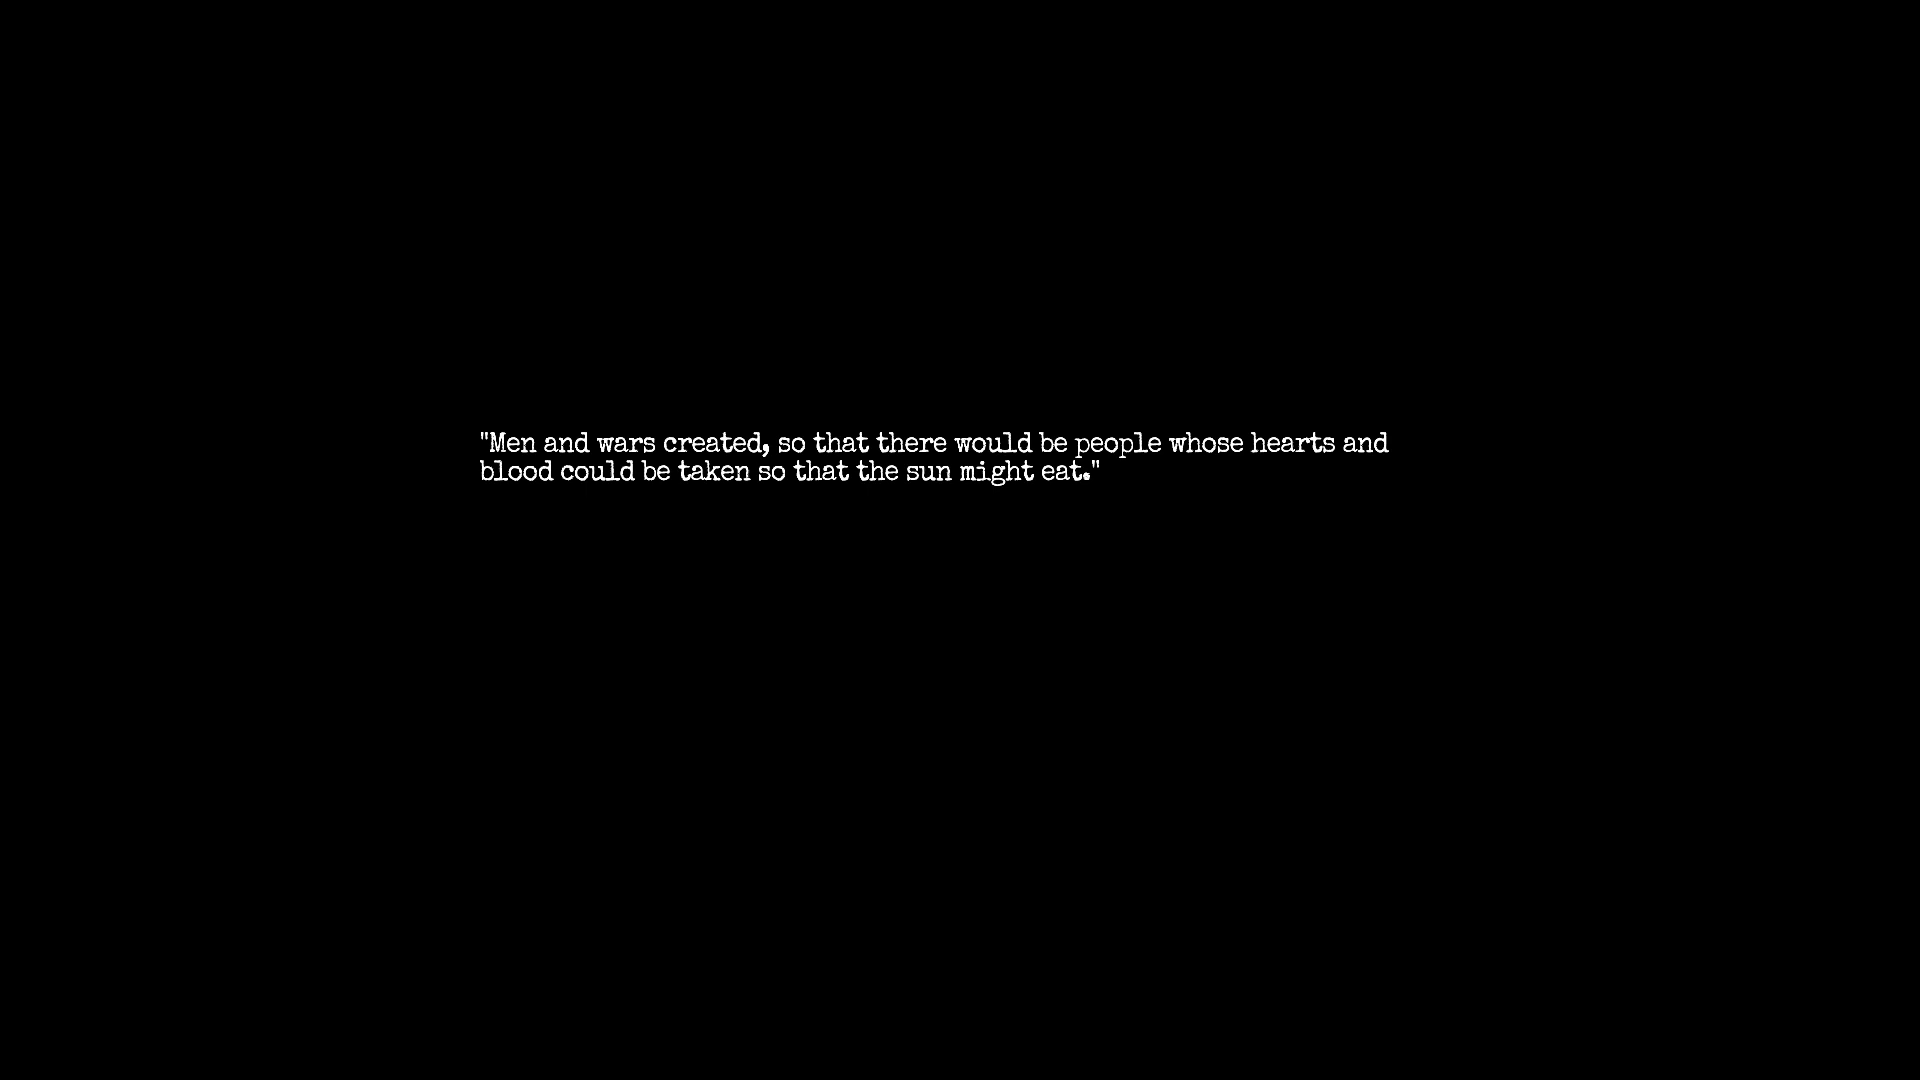 "Men and wars created, so that there would be people whose hearts and
blood could be taken so that the sun might eat."